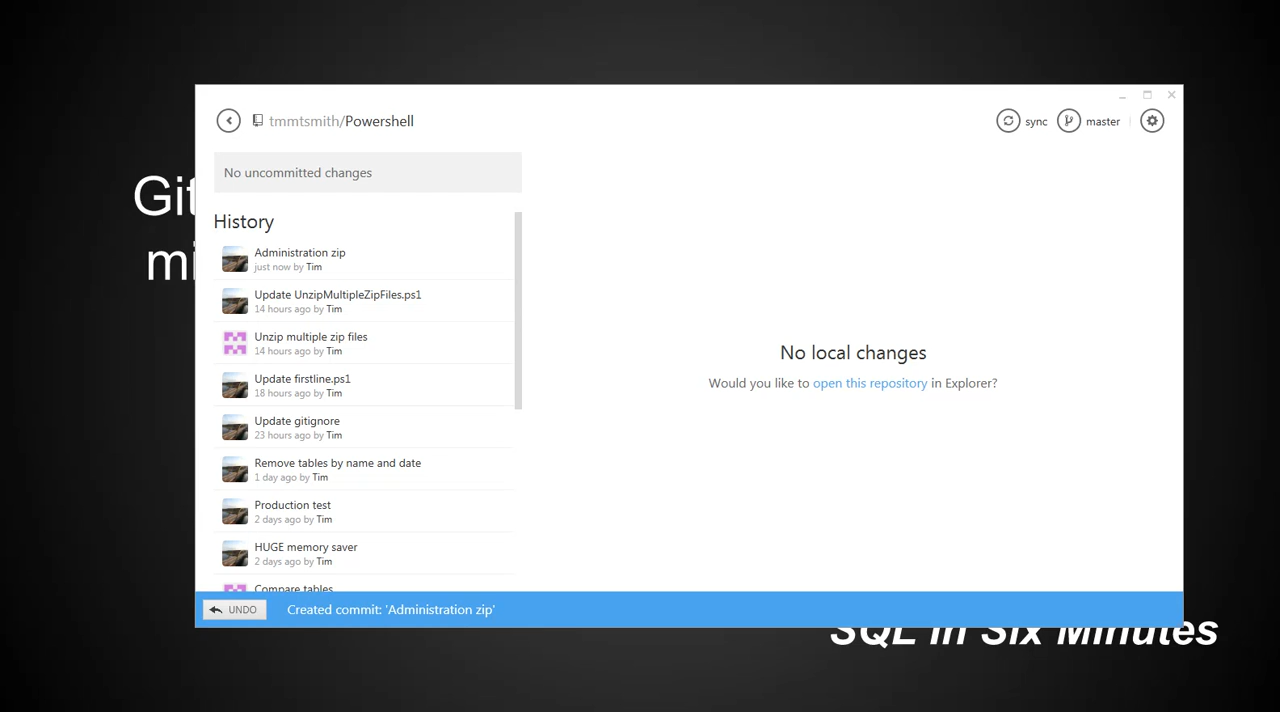 tmmtsmith/Powershell
sync
master
No uncommitted changes
Git
mi
History
Administration zip
just now by Tim
Update UnzipMultipleZipFiles.ps1
14 hours ago by Tim
Unzip multiple zip files
14 hours ago by Tim
Update firstline.ps1
18 hours ago by Tim
Update gitignore
23 hours ago by Tim
Remove tables by name and date
1 day ago by Tim
Production test
2 days ago by Tim
HUGE memory saver
2 days ago by Tim
Compare tables
No local changes
Would you like to open this repository in Explorer?
UNDO
Created commit: 'Administration zip'
SQL in Six Minutes